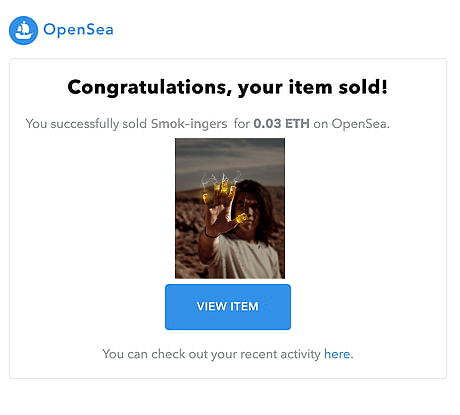 OpenSea
Congratulations, your item sold!
You successfully sold Smok-ingers for 0.03 ETH on OpenSea.
VIEW ITEM
You can check out your recent activity here.